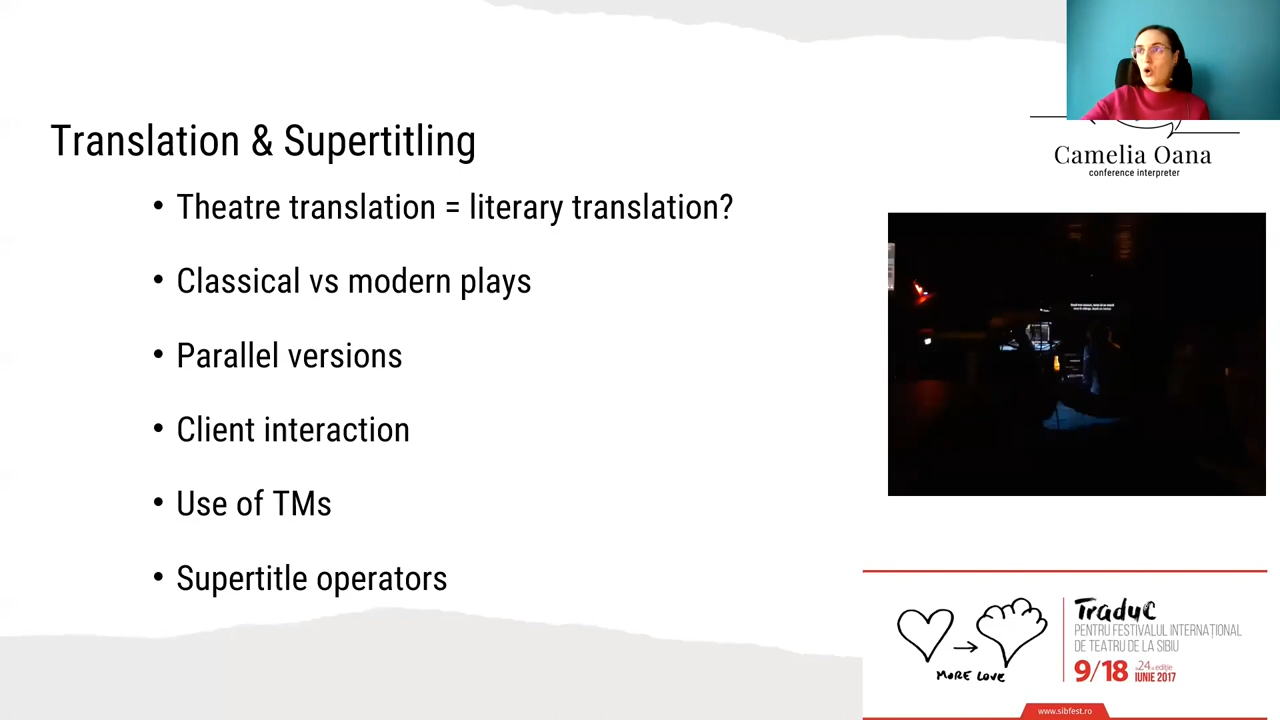 Translation & Supertitling
• Theatre translation = literary translation?
• Classical vs modern plays
• Parallel versions
• Client interaction
• Use of TMs
• Supertitle operators
Camelia Oana
conference interpreter
MORE LOVE
Traduc
PENTRU FESTIVALUL INTERNAȚIONAL
DE TEATRU DE LA SIBIU
9/18 a 24-a ediție
IUNIE 2017
www.sibfest.ro